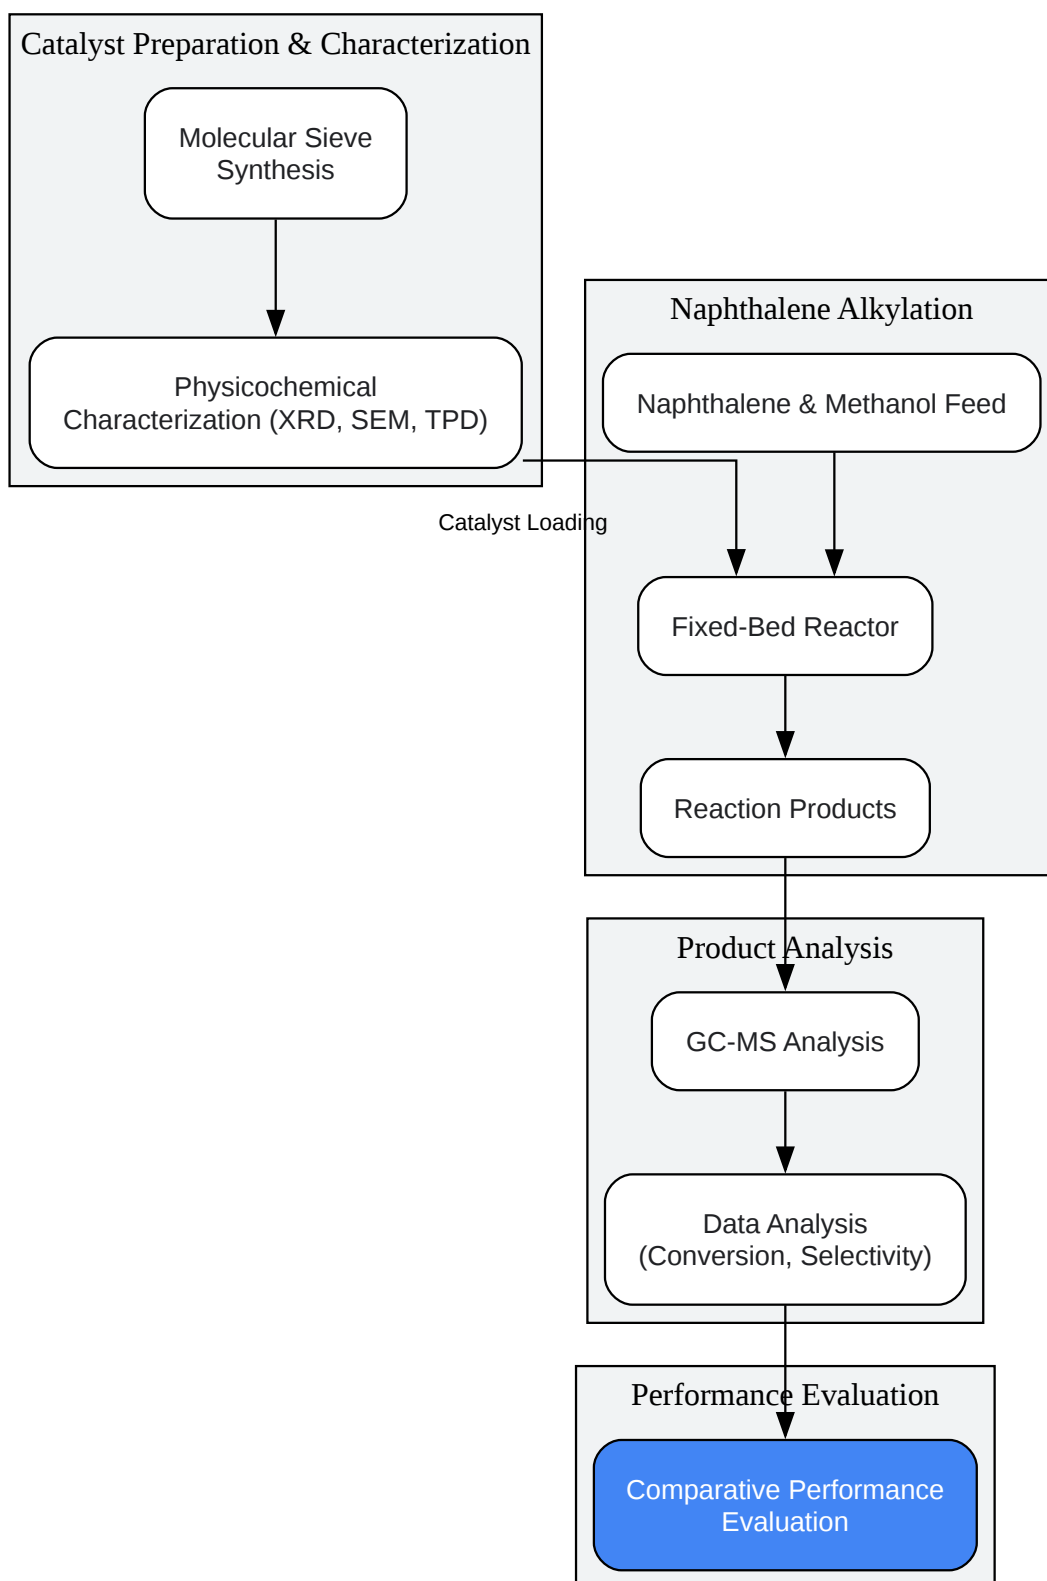 Catalyst Preparation & Characterization
Molecular Sieve
Synthesis
Physicochemical
Characterization (XRD, SEM, TPD)
Catalyst Loading
Naphthalene Alkylation
Naphthalene & Methanol Feed
Fixed-Bed Reactor
Reaction Products
Product Analysis
GC-MS Analysis
Data Analysis
(Conversion, Selectivity)
Performance Evaluation
Comparative Performance
Evaluation